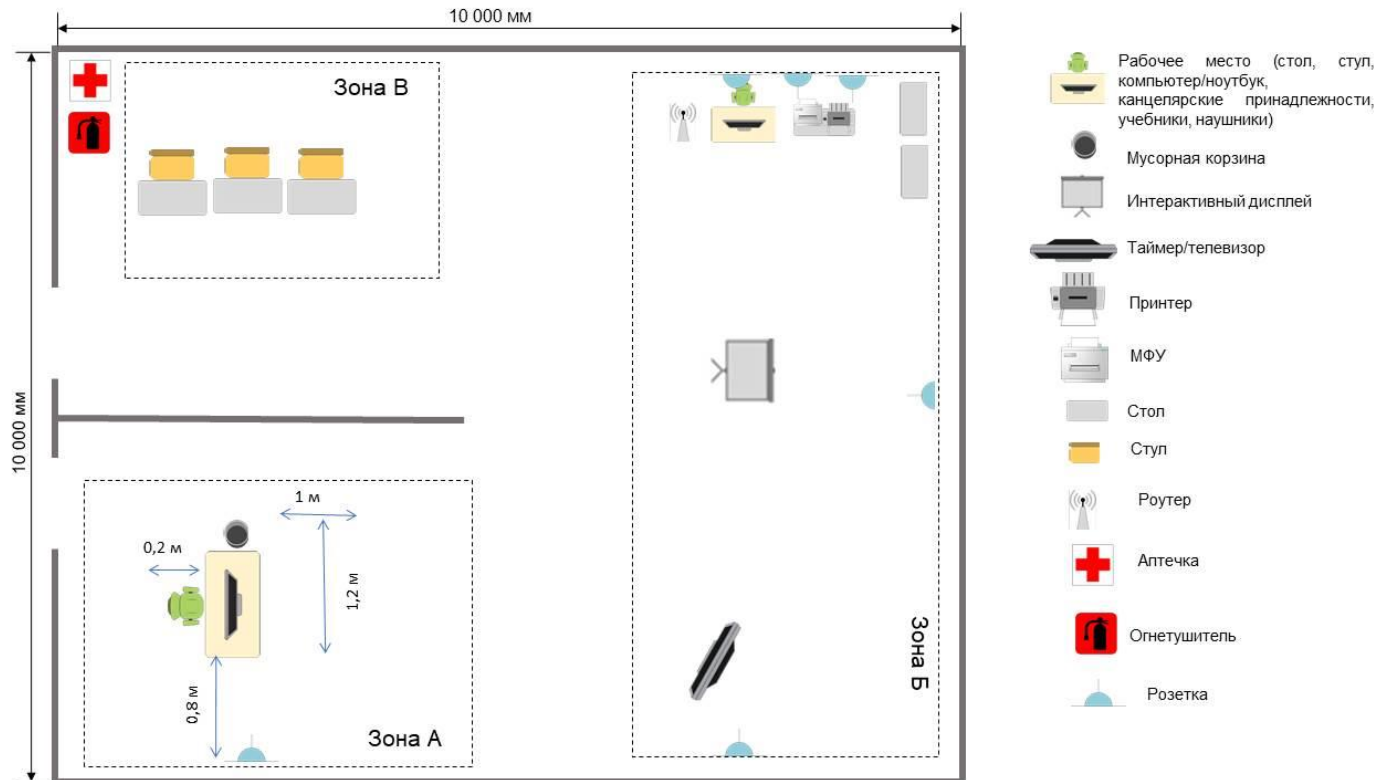 10 000 мм
10 000 мм
Зона В
1 м
0,2 м
1,2 м
0,8 м
Зона А
Зона Б
Рабочее место (стол, стул,
компьютер/ноутбук,
канцелярские принадлежности,
учебники, наушники)
Мусорная корзина
Интерактивный дисплей
Таймер/телевизор
Принтер
МФУ
Стол
Стул
Роутер
Аптечка
Огнетушитель
Розетка